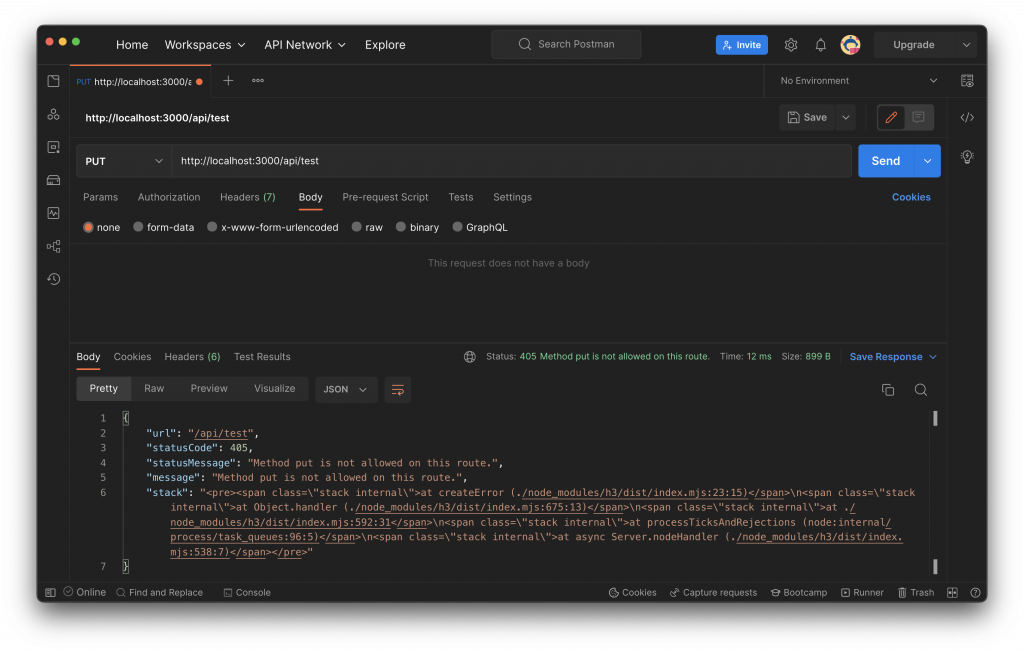 Home Workspaces API Network Explore Search Postman Invite Upgrade
PUT http://localhost:3000/a No Environment
http://localhost:3000/api/test Save
PUT http://localhost:3000/api/test Send
Params Authorization Headers (7) Body Pre-request Script Tests Settings Cookies
none form-data x-www-form-urlencoded raw binary GraphQL
This request does not have a body
Body Cookies Headers (6) Test Results Status: 405 Method put is not allowed on this route. Time: 12 ms Size: 899 B Save Response
Pretty Raw Preview Visualize JSON
1 {
2 "url": "/api/test",
3 "statusCode": 405,
4 "statusMessage": "Method put is not allowed on this route.",
5 "message": "Method put is not allowed on this route.",
6 "stack": "<pre><span class=\"stack internal\">at createError (./node_modules/h3/dist/index.mjs:23:15)</span>\n<span class=\"stack
internal\">at Object.handler (./node_modules/h3/dist/index.mjs:675:13)</span>\n<span class=\"stack internal\">at ./
node_modules/h3/dist/index.mjs:592:31</span>\n<span class=\"stack internal\">at processTicksAndRejections (node:internal/
process/task_queues:96:5)</span>\n<span class=\"stack internal\">at async Server.nodeHandler (./node_modules/h3/dist/index.
mjs:538:7)</span></pre>"
7 }
Online Find and Replace Console Cookies Capture requests Bootcamp Runner Trash